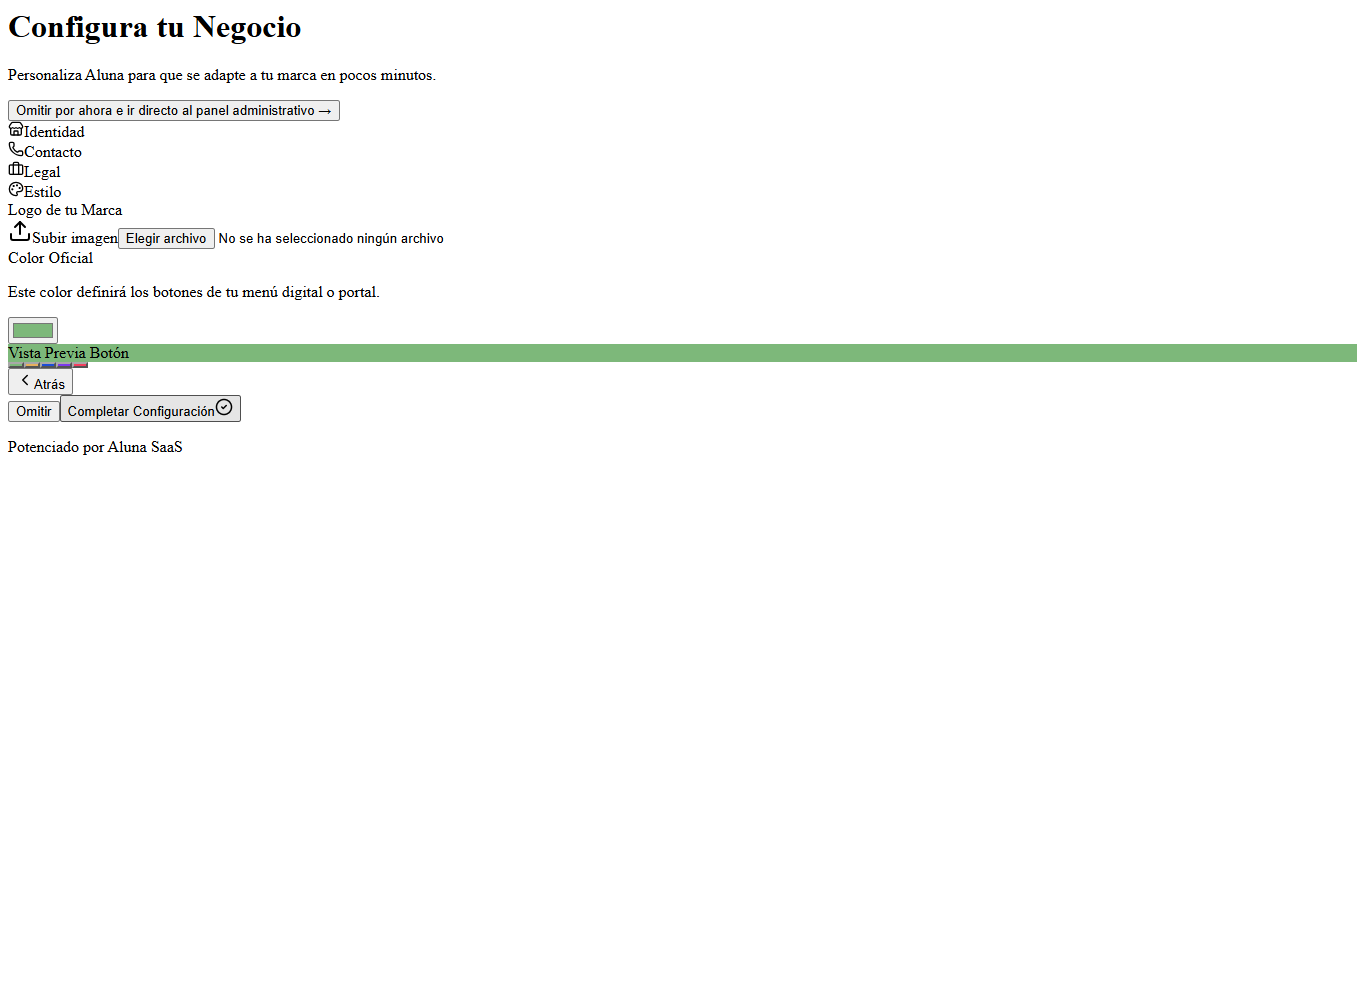 Configura tu Negocio
Personaliza Aluna para que se adapte a tu marca en pocos minutos.
Omitir por ahora e ir directo al panel administrativo →
Identidad
Contacto
Legal
Estilo
Logo de tu Marca
Subir imagen Elegir archivo No se ha seleccionado ningún archivo
Color Oficial
Este color definirá los botones de tu menú digital o portal.
Vista Previa Botón
Atrás
Omitir Completar Configuración
Potenciado por Aluna SaaS